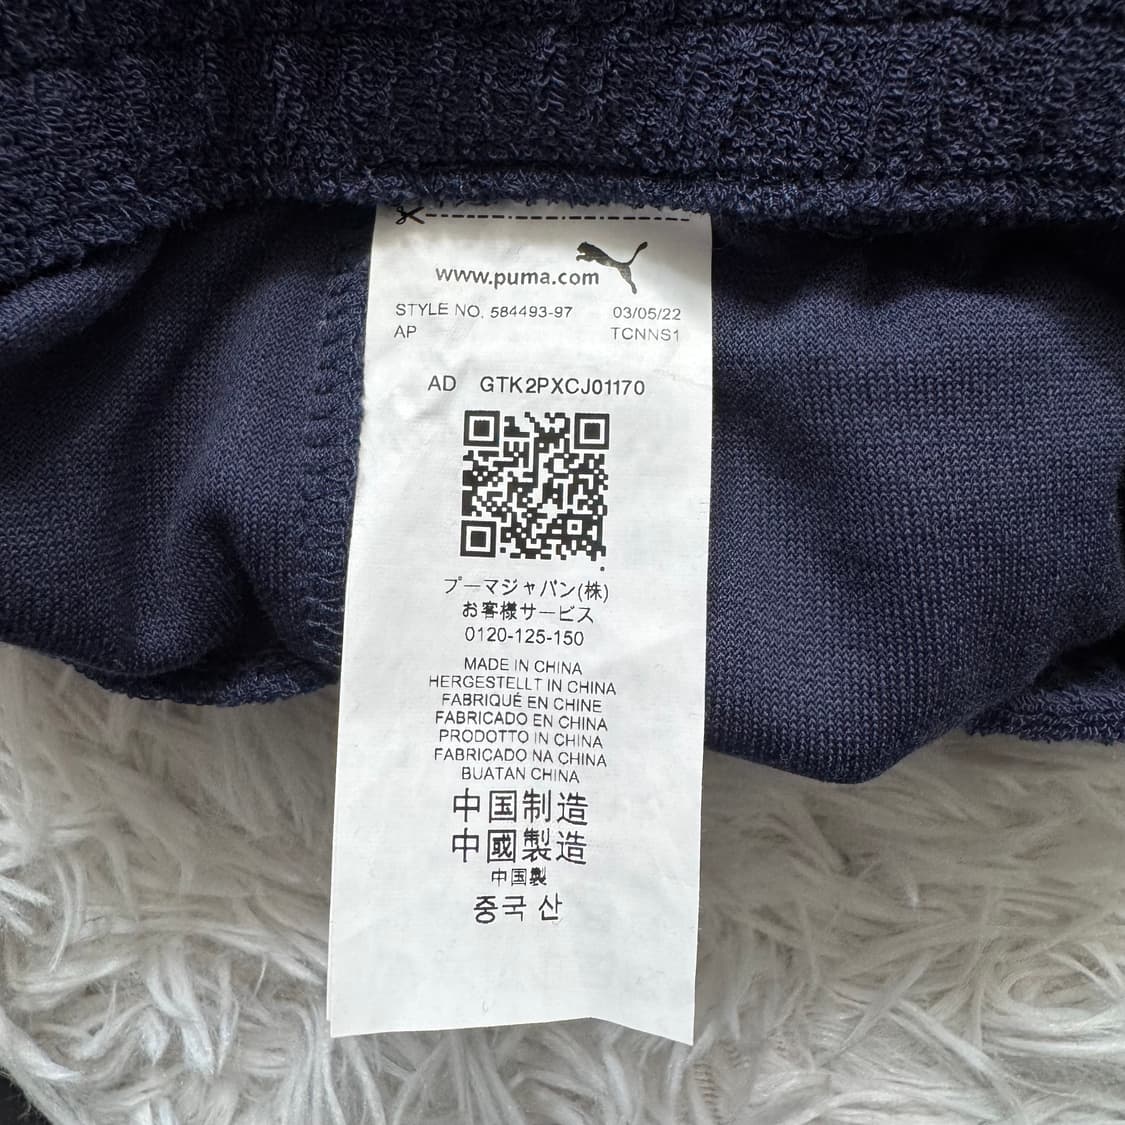 www.puma.com
STYLE NO. 584493-97 03/05/22
AP TCNNS1
AD GTK2PXCJ01170
プーマジャパン(株)
お客様サービス
0120-125-150
MADE IN CHINA
HERGESTELLT IN CHINA
FABRIQUÉ EN CHINE
FABRICADO EN CHINA
PRODOTTO IN CHINA
FABRICADO NA CHINA
BUATAN CHINA
中国制造
中國製造
中国製
중국 산